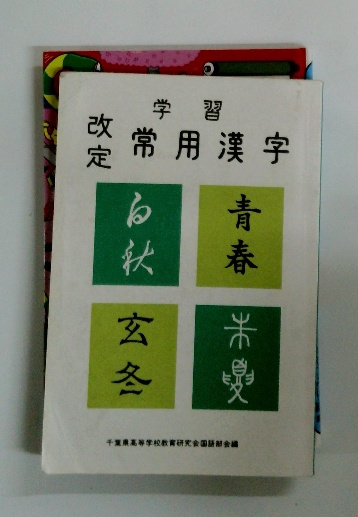 学習
改定
常用漢字
青春
白秋
朱夏
玄冬
千葉県高等学校教育研究会国語部会編